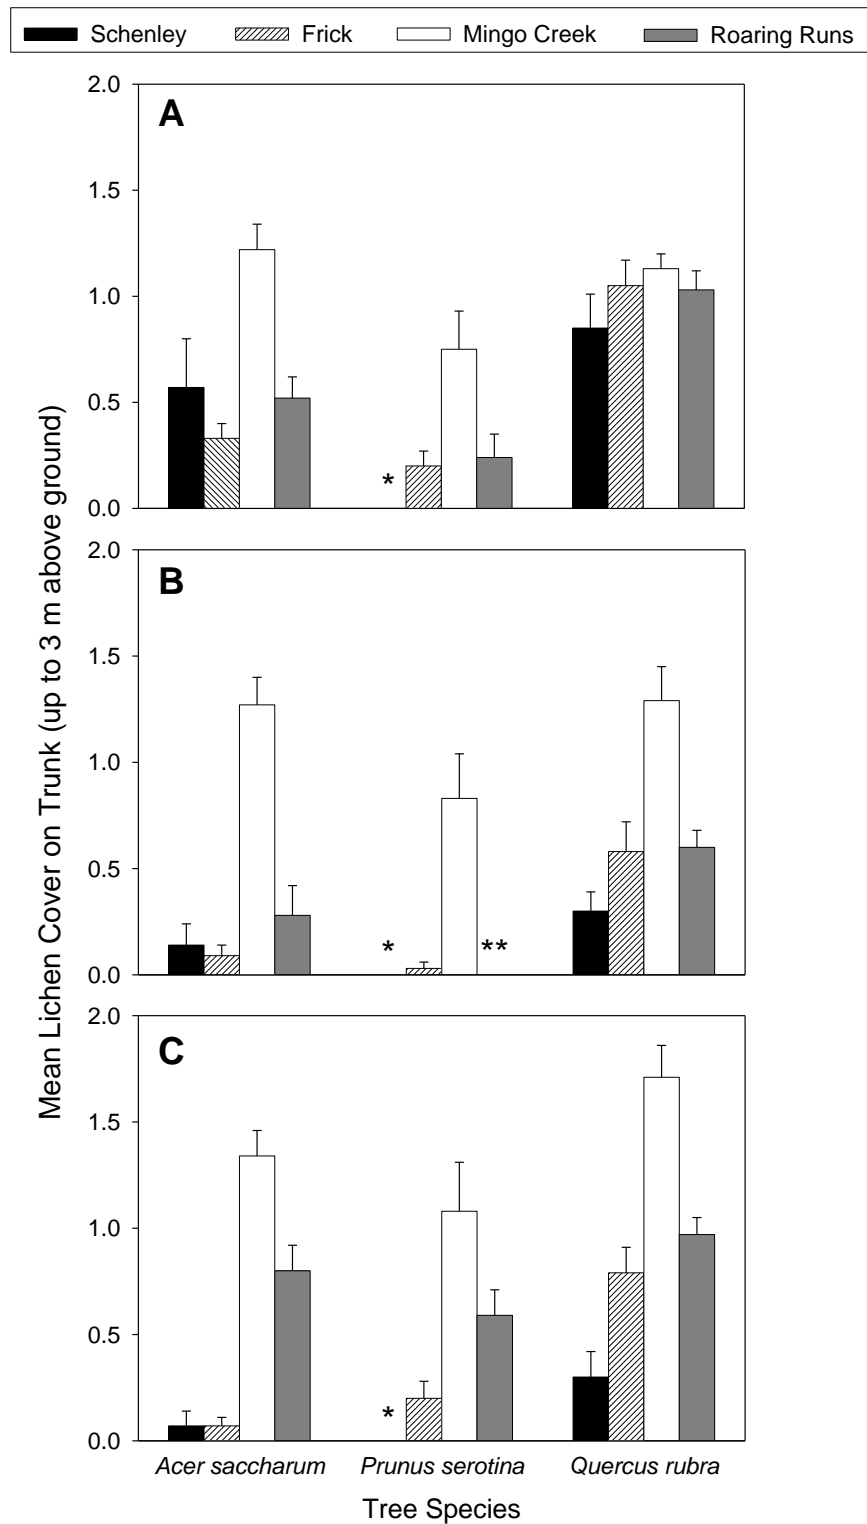 Schenley Frick Mingo Creek Roaring Runs
Mean Lichen Cover on Trunk (up to 3 m above ground)
A
2.0
1.5
1.0
0.5
0.0
*
B
2.0
1.5
1.0
0.5
0.0
* **
C
2.0
1.5
1.0
0.5
0.0
*
Acer saccharum Prunus serotina Quercus rubra
Tree Species